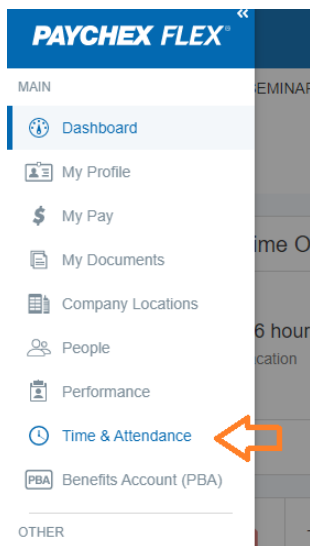 «
PAYCHEX FLEX®
MAIN
EMINAR
Dashboard
My Profile
$ My Pay
ime O
My Documents
Company Locations
6 hour
People
cation
Performance
Time & Attendance
PBA Benefits Account (PBA)
OTHER